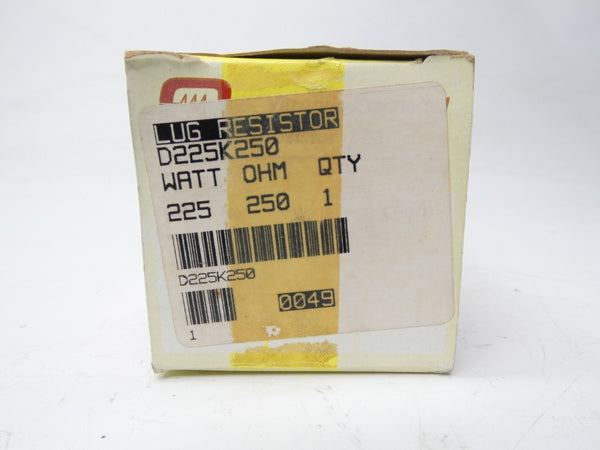 LUG RESISTOR
D225K250
WATT OHM QTY
225 250 1
D225K250
0049
1